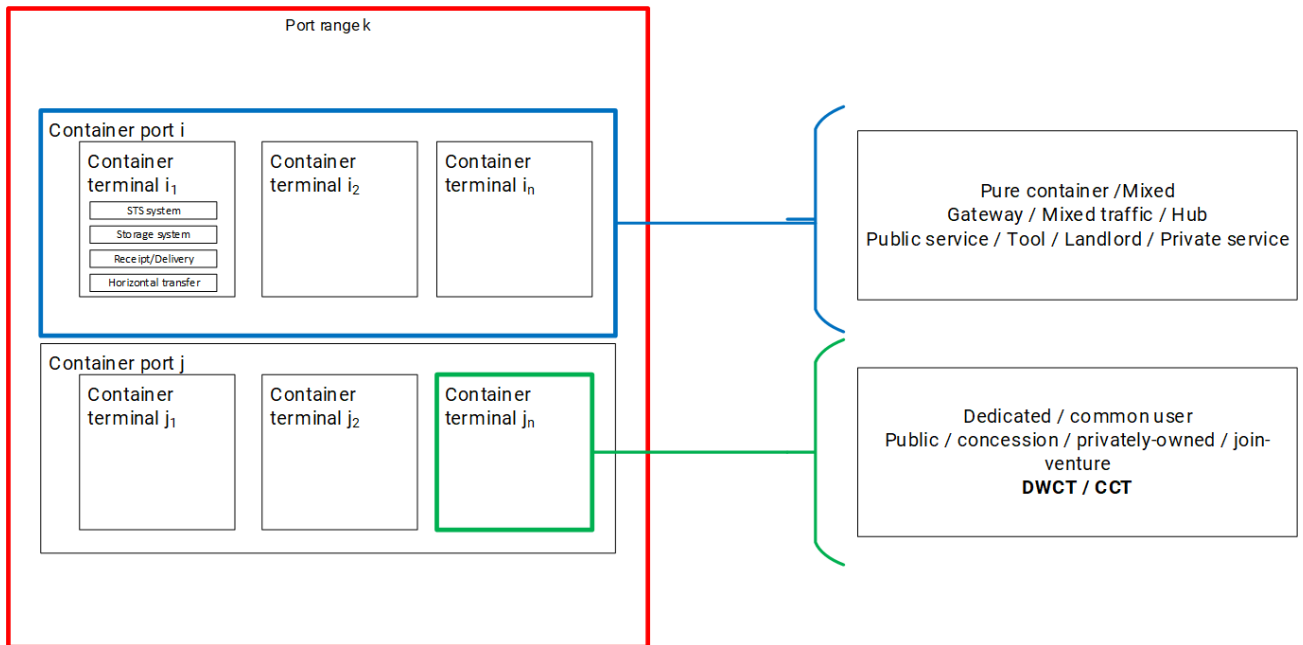 Port range k
Container port i
Container
terminal i₁
STS system
Storage system
Receipt/Delivery
Horizontal transfer
Container
terminal i₂
Container
terminal iₙ
Container port j
Container
terminal j₁
Container
terminal j₂
Container
terminal jₙ
Pure container /Mixed
Gateway / Mixed traffic / Hub
Public service / Tool / Landlord / Private service
Dedicated / common user
Public / concession / privately-owned / join-
venture
DWCT / CCT